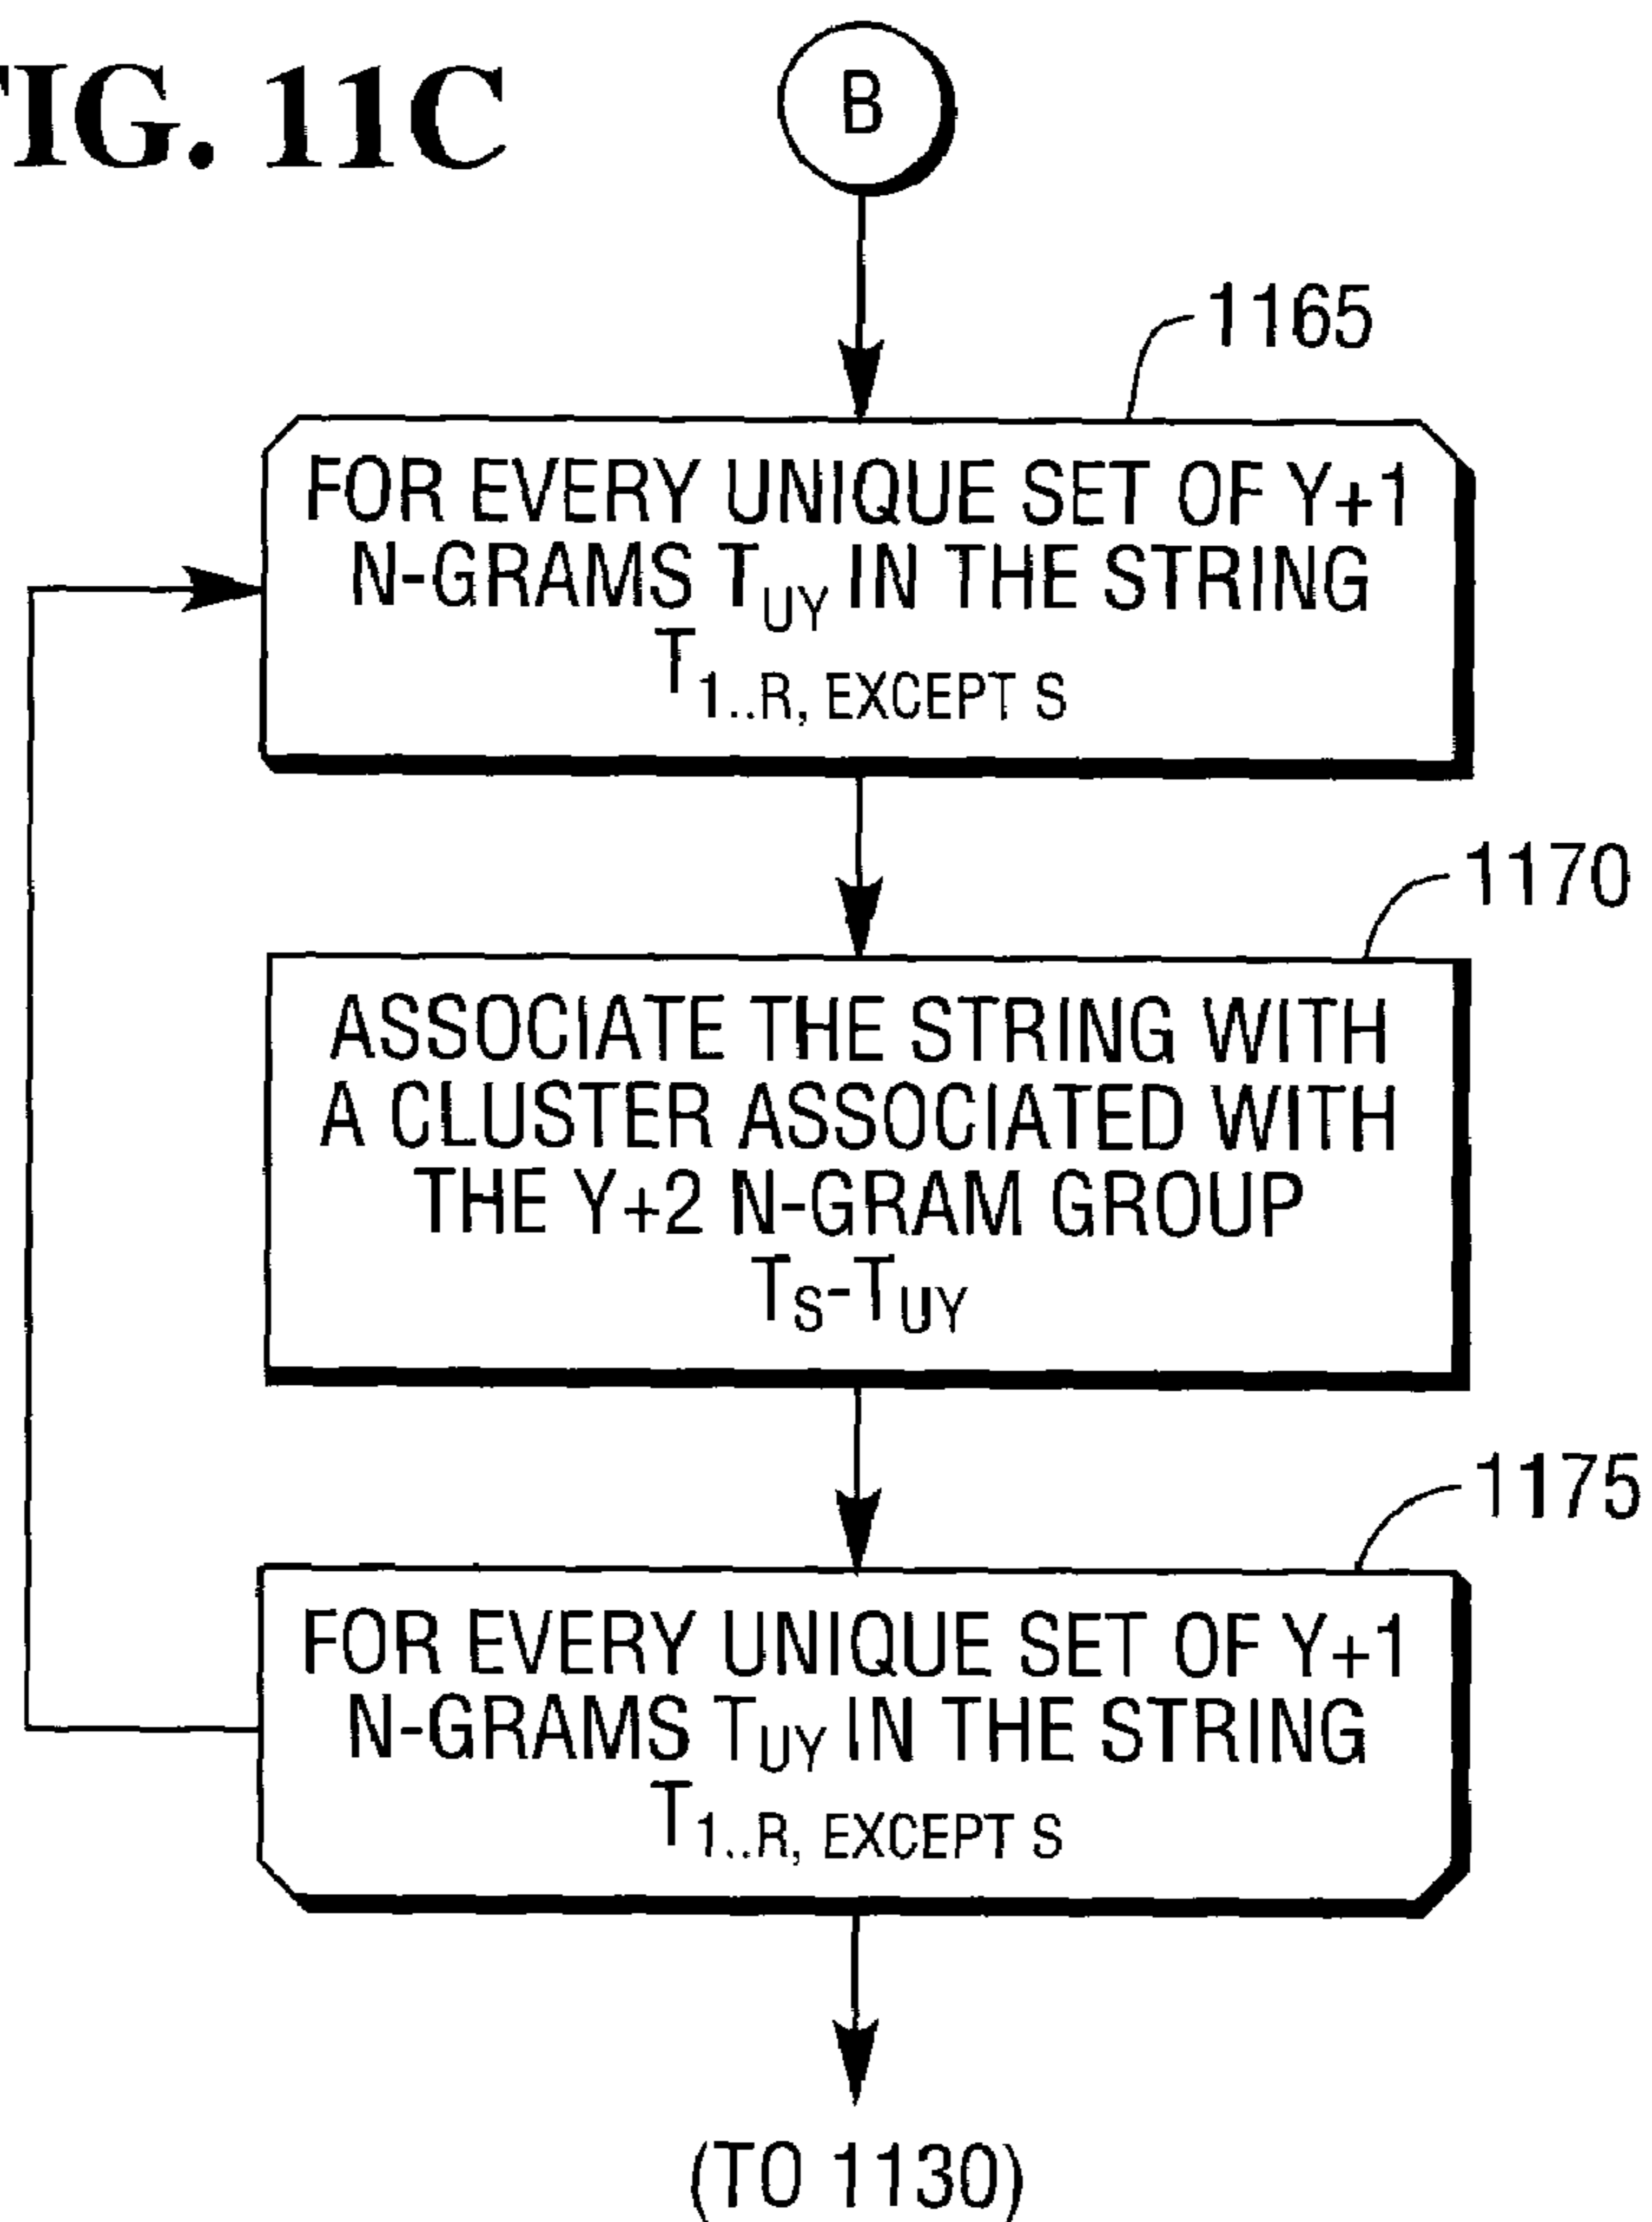 FIG. 11C
B
1165
FOR EVERY UNIQUE SET OF Y+1
N-GRAMS TUY IN THE STRING
T1..R, EXCEPT S
1170
ASSOCIATE THE STRING WITH
A CLUSTER ASSOCIATED WITH
THE Y+2 N-GRAM GROUP
TS-TUY
1175
FOR EVERY UNIQUE SET OF Y+1
N-GRAMS TUY IN THE STRING
T1..R, EXCEPT S
(TO 1130)